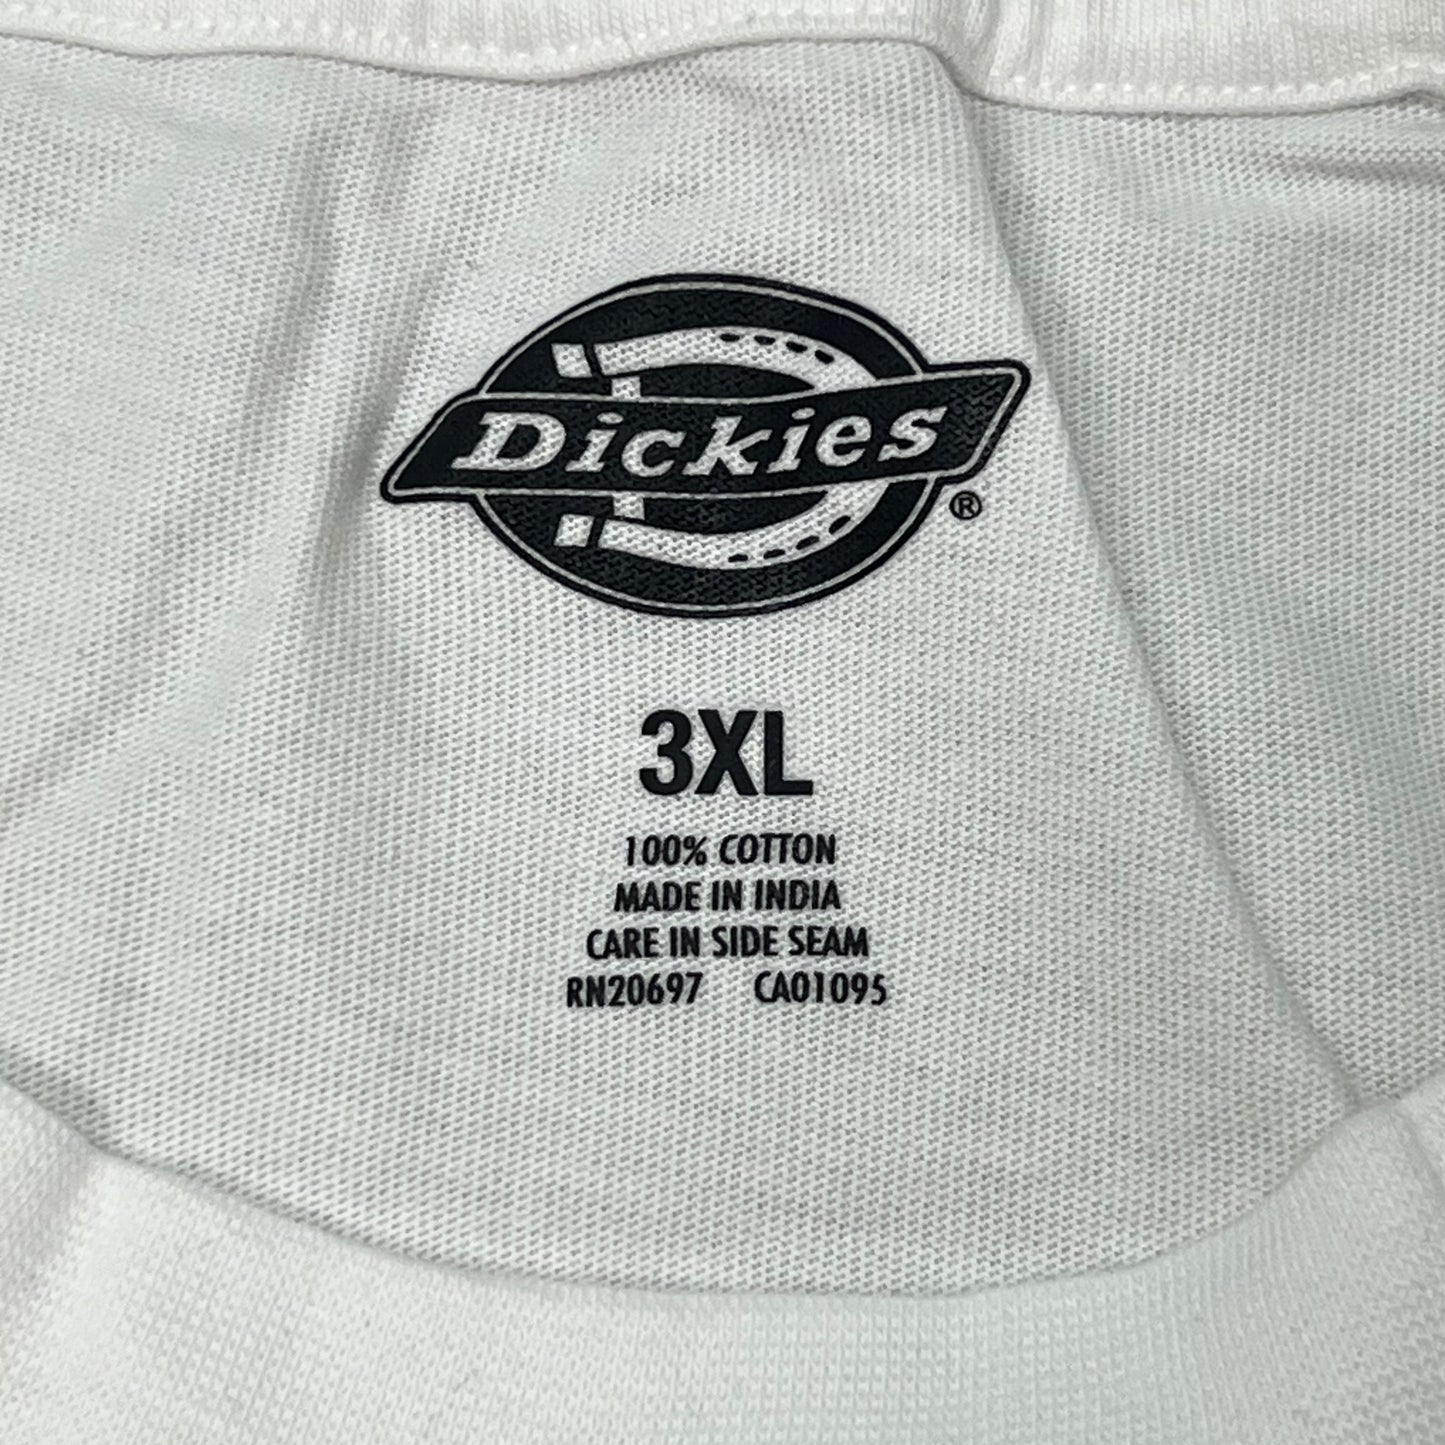 Dickies
®
3XL
100% COTTON
MADE IN INDIA
CARE IN SIDE SEAM
RN20697 CA01095